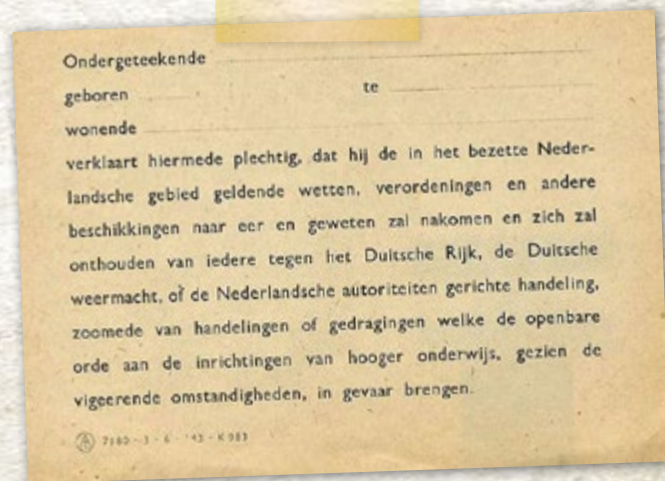 Ondergeteekende
geboren te
wonende
verklaart hiermede plechtig, dat hij de in het bezette Neder-
landsche gebied geldende wetten, verordeningen en andere
beschikkingen naar eer en geweten zal nakomen en zich zal
onthouden van iedere tegen het Duitsche Rijk, de Duitsche
weermacht, of de Nederlandsche autoriteiten gerichte handeling,
zoomede van handelingen of gedragingen welke de openbare
orde aan de inrichtingen van hooger onderwijs, gezien de
vigeerende omstandigheden, in gevaar brengen.
- '43 - K 983